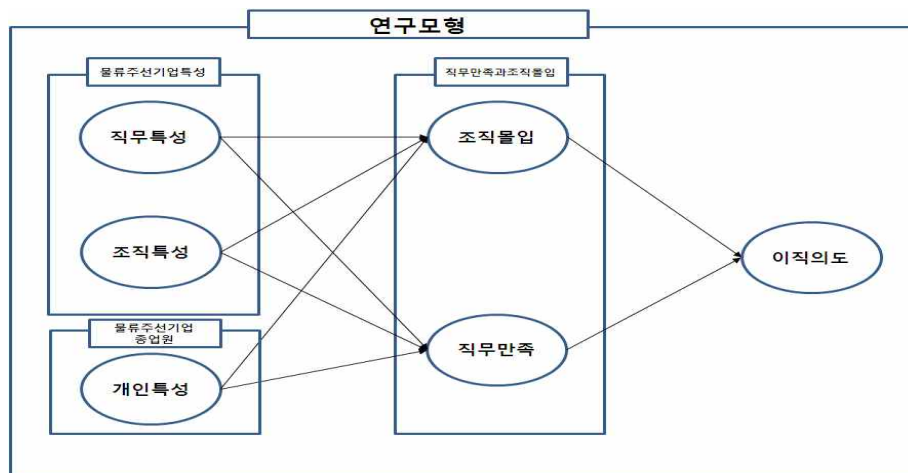 연구모형
물류주선기업특성
직무만족과조직몰입
직무특성
조직몰입
조직특성
이직의도
물류주선기업
종업원
직무만족
개인특성